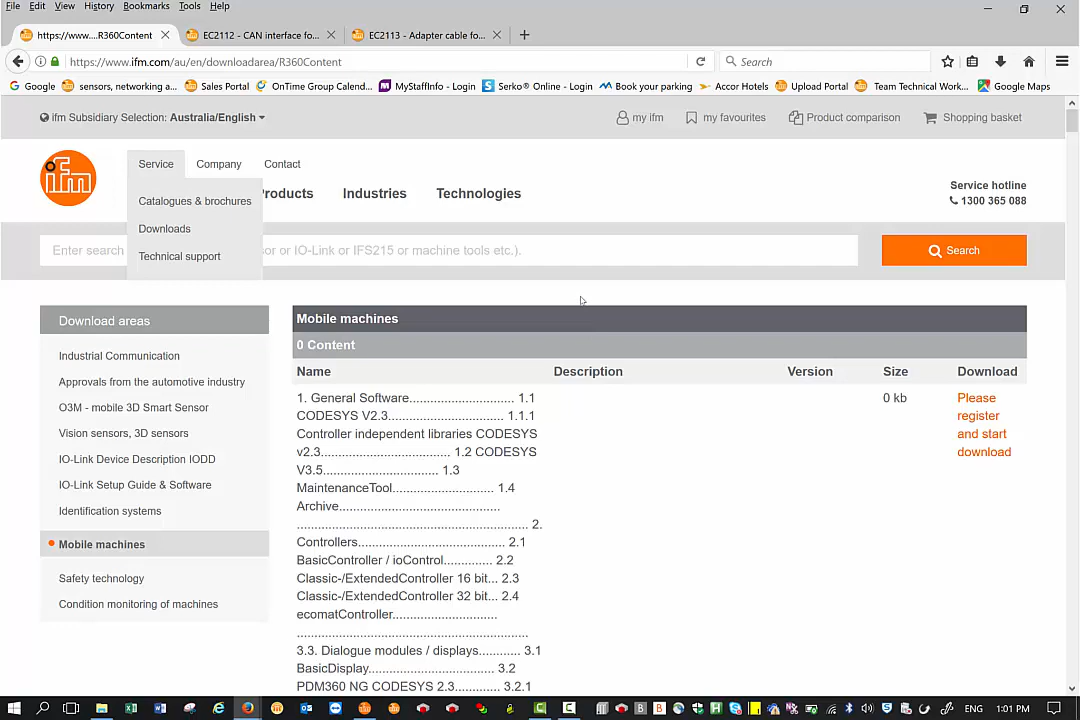 File Edit View History Bookmarks Tools Help
https://www....R360Content
EC2112 - CAN interface fo...
EC2113 - Adapter cable fo...
https://www.ifm.com/au/en/downloadarea/R360Content
Search
Google
sensors, networking a...
Sales Portal
OnTime Group Calend...
MyStaffInfo - Login
Serko® Online - Login
Book your parking
Accor Hotels
Upload Portal
Team Technical Work...
Google Maps
ifm Subsidiary Selection: Australia/English
my ifm
my favourites
Product comparison
Shopping basket
ifm
Service
Company
Contact
Catalogues & brochures
Downloads
Technical support
Products
Industries
Technologies
Service hotline
1300 365 088
Enter search
or or IO-Link or IFS215 or machine tools etc.).
Search
Download areas
Industrial Communication
Approvals from the automotive industry
O3M - mobile 3D Smart Sensor
Vision sensors, 3D sensors
IO-Link Device Description IODD
IO-Link Setup Guide & Software
Identification systems
Mobile machines
Safety technology
Condition monitoring of machines
Mobile machines
0 Content
Name Description Version Size Download
1. General Software.............................. 1.1
CODESYS V2.3................................. 1.1.1
Controller independent libraries CODESYS
v2.3..................................... 1.2 CODESYS
V3.5................................. 1.3
MaintenanceTool............................. 1.4
Archive..............................................
.................................................................. 2.
Controllers.......................................... 2.1
BasicController / ioControl.............. 2.2
Classic-/ExtendedController 16 bit... 2.3
Classic-/ExtendedController 32 bit... 2.4
ecomatController..............................
..................................................................
3.3. Dialogue modules / displays............ 3.1
BasicDisplay.................................... 3.2
PDM360 NG CODESYS 2.3............. 3.2.1
0 kb
Please
register
and start
download
ENG
1:01 PM